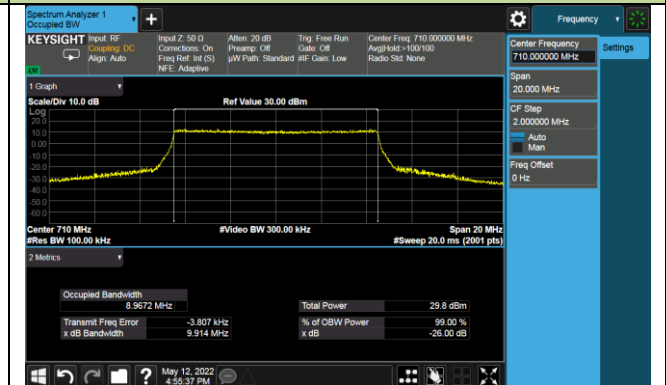 Spectrum Analyzer 1
Occupied BW
+
Frequency
KEYSIGHT
Input: RF
Coupling: DC
Align: Auto
Input Z: 50 Ω
Corrections: On
Freq Ref: Int (S)
NFE: Adaptive
Atten: 20 dB
Preamp: Off
µW Path: Standard
Trig: Free Run
Gate: Off
#IF Gain: Low
Center Freq: 710.000000 MHz
Avg|Hold:>100/100
Radio Std: None
Center Frequency
710.000000 MHz
Settings
Span
20.000 MHz
CF Step
2.000000 MHz
Auto
Man
Freq Offset
0 Hz
1 Graph
Scale/Div 10.0 dB
Ref Value 30.00 dBm
Log
20.0
10.0
0.00
-10.0
-20.0
-30.0
-40.0
-50.0
-60.0
Center 710 MHz
#Video BW 300.00 kHz
Span 20 MHz
#Res BW 100.00 kHz
#Sweep 20.0 ms (2001 pts)
2 Metrics
Occupied Bandwidth
8.9672 MHz
Total Power
29.8 dBm
Transmit Freq Error
-3.807 kHz
% of OBW Power
99.00 %
x dB Bandwidth
9.914 MHz
x dB
-26.00 dB
?
May 12, 2022
4:55:37 PM